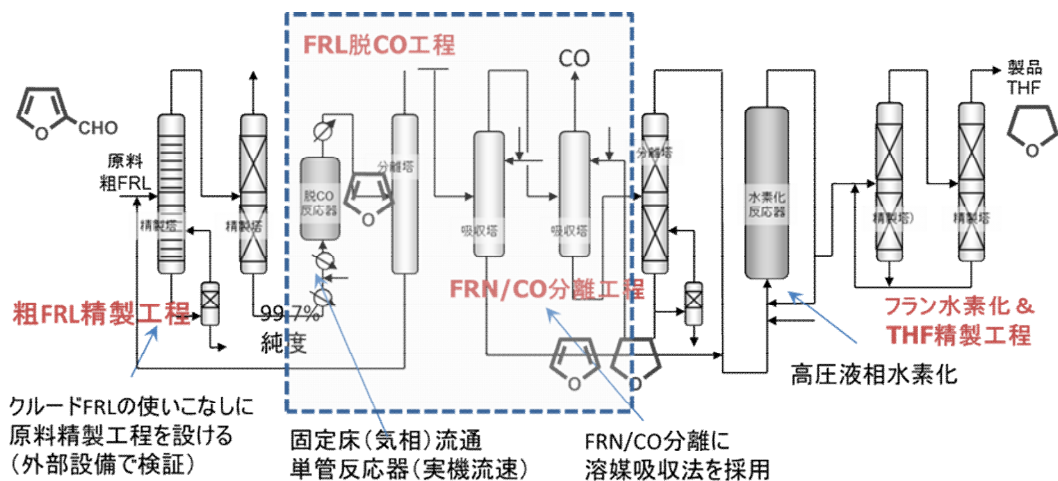 FRL脱CO工程
CO
製品
THF
CHO
O
O
原料
粗FRL
精製塔
精製塔
脱CO
反応器
O
分離塔
吸収塔
吸収塔
分離塔
水素化
反応器
精製塔)
精製塔
粗FRL精製工程
99.7%
純度
FRN/CO分離工程
フラン水素化 &
THF精製工程
O
O
高圧液相水素化
クルードFRLの使いこなしに
原料精製工程を設ける
(外部設備で検証)
固定床(気相)流通
単管反応器(実機流速)
FRN/CO分離に
溶媒吸収法を採用